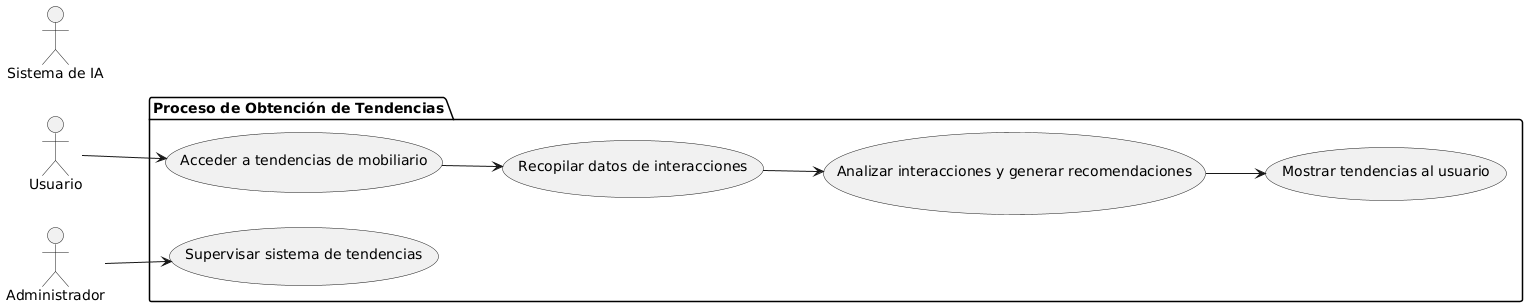 Sistema de IA
Proceso de Obtención de Tendencias
Usuario
Acceder a tendencias de mobiliario
Recopilar datos de interacciones
Analizar interacciones y generar recomendaciones
Mostrar tendencias al usuario
Administrador
Supervisar sistema de tendencias